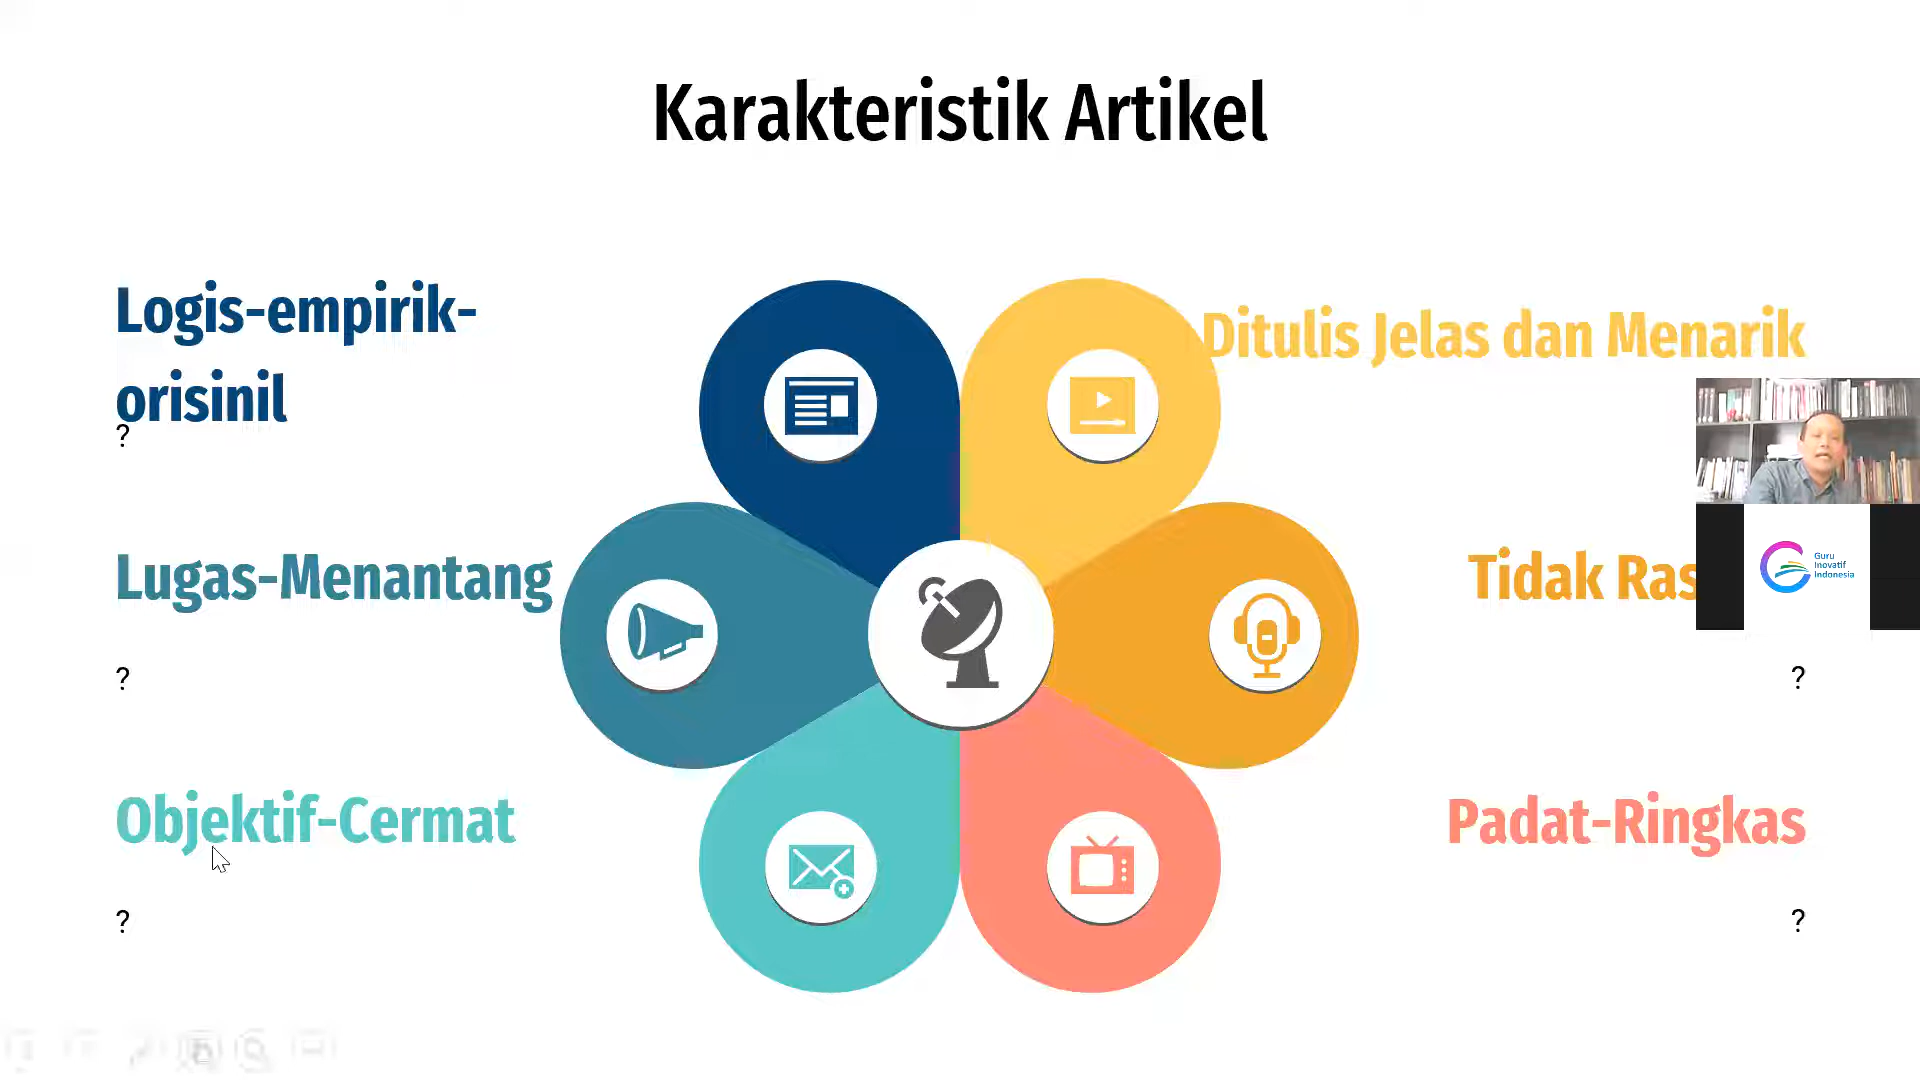 Karakteristik Artikel
Logis-empirik-
orisinil
?
Lugas-Menantang
?
Objektif-Cermat
?
Ditulis Jelas dan Menarik
Tidak
?
Padat-Ringkas
?
Guru
Inovatif
Indonesia